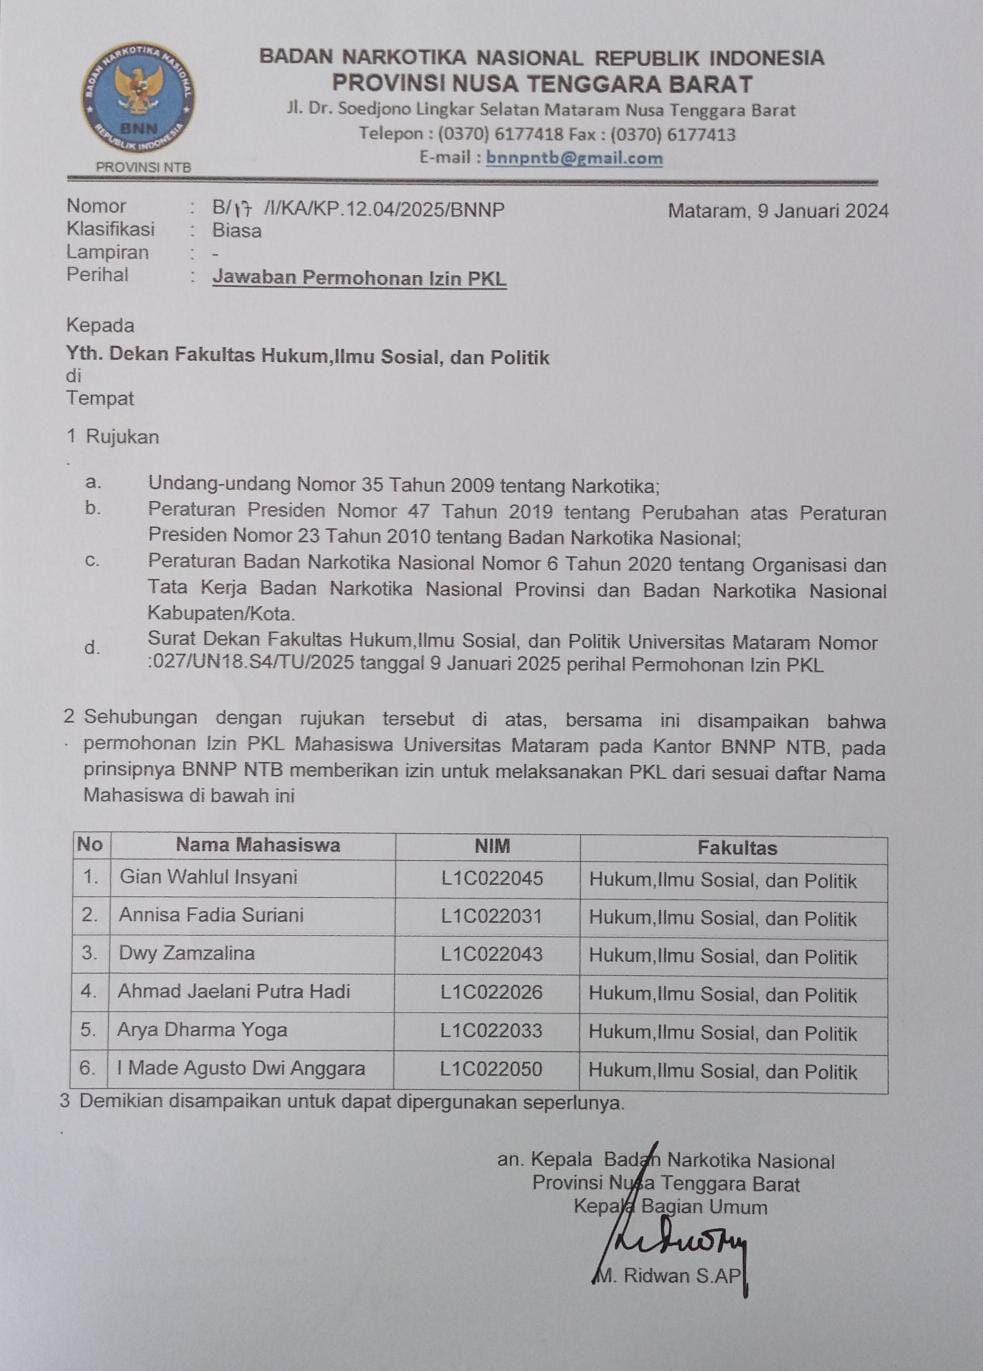 BADAN NARKOTIKA NASIONAL
BNN
REPUBLIK INDONESIA
PROVINSI NTB
BADAN NARKOTIKA NASIONAL REPUBLIK INDONESIA
PROVINSI NUSA TENGGARA BARAT
Jl. Dr. Soedjono Lingkar Selatan Mataram Nusa Tenggara Barat
Telepon : (0370) 6177418 Fax : (0370) 6177413
E-mail : bnnpntb@gmail.com
Nomor : B/17 /I/KA/KP.12.04/2025/BNNP Mataram, 9 Januari 2024
Klasifikasi : Biasa
Lampiran : -
Perihal : Jawaban Permohonan Izin PKL
Kepada
Yth. Dekan Fakultas Hukum,Ilmu Sosial, dan Politik
di
Tempat
1 Rujukan
.
a. Undang-undang Nomor 35 Tahun 2009 tentang Narkotika;
b. Peraturan Presiden Nomor 47 Tahun 2019 tentang Perubahan atas Peraturan
Presiden Nomor 23 Tahun 2010 tentang Badan Narkotika Nasional;
c. Peraturan Badan Narkotika Nasional Nomor 6 Tahun 2020 tentang Organisasi dan
Tata Kerja Badan Narkotika Nasional Provinsi dan Badan Narkotika Nasional
Kabupaten/Kota.
d. Surat Dekan Fakultas Hukum,Ilmu Sosial, dan Politik Universitas Mataram Nomor
:027/UN18.S4/TU/2025 tanggal 9 Januari 2025 perihal Permohonan Izin PKL
2 Sehubungan dengan rujukan tersebut di atas, bersama ini disampaikan bahwa
. permohonan Izin PKL Mahasiswa Universitas Mataram pada Kantor BNNP NTB, pada
prinsipnya BNNP NTB memberikan izin untuk melaksanakan PKL dari sesuai daftar Nama
Mahasiswa di bawah ini
No Nama Mahasiswa NIM Fakultas
1. Gian Wahlul Insyani L1C022045 Hukum,Ilmu Sosial, dan Politik
2. Annisa Fadia Suriani L1C022031 Hukum,Ilmu Sosial, dan Politik
3. Dwy Zamzalina L1C022043 Hukum,Ilmu Sosial, dan Politik
4. Ahmad Jaelani Putra Hadi L1C022026 Hukum,Ilmu Sosial, dan Politik
5. Arya Dharma Yoga L1C022033 Hukum,Ilmu Sosial, dan Politik
6. I Made Agusto Dwi Anggara L1C022050 Hukum,Ilmu Sosial, dan Politik
3 Demikian disampaikan untuk dapat dipergunakan seperlunya.
.
an. Kepala Badan Narkotika Nasional
Provinsi Nusa Tenggara Barat
Kepala Bagian Umum
M. Ridwan S.AP